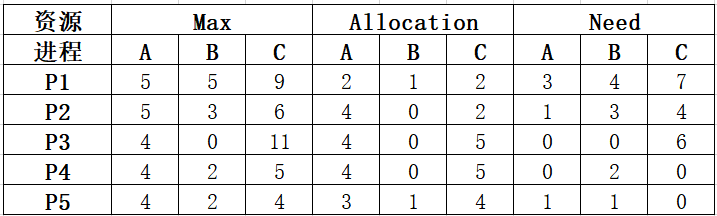 资源 Max Allocation Need
进程 A B C A B C A B C
P1 5 5 9 2 1 2 3 4 7
P2 5 3 6 4 0 2 1 3 4
P3 4 0 11 4 0 5 0 0 6
P4 4 2 5 4 0 5 0 2 0
P5 4 2 4 3 1 4 1 1 0